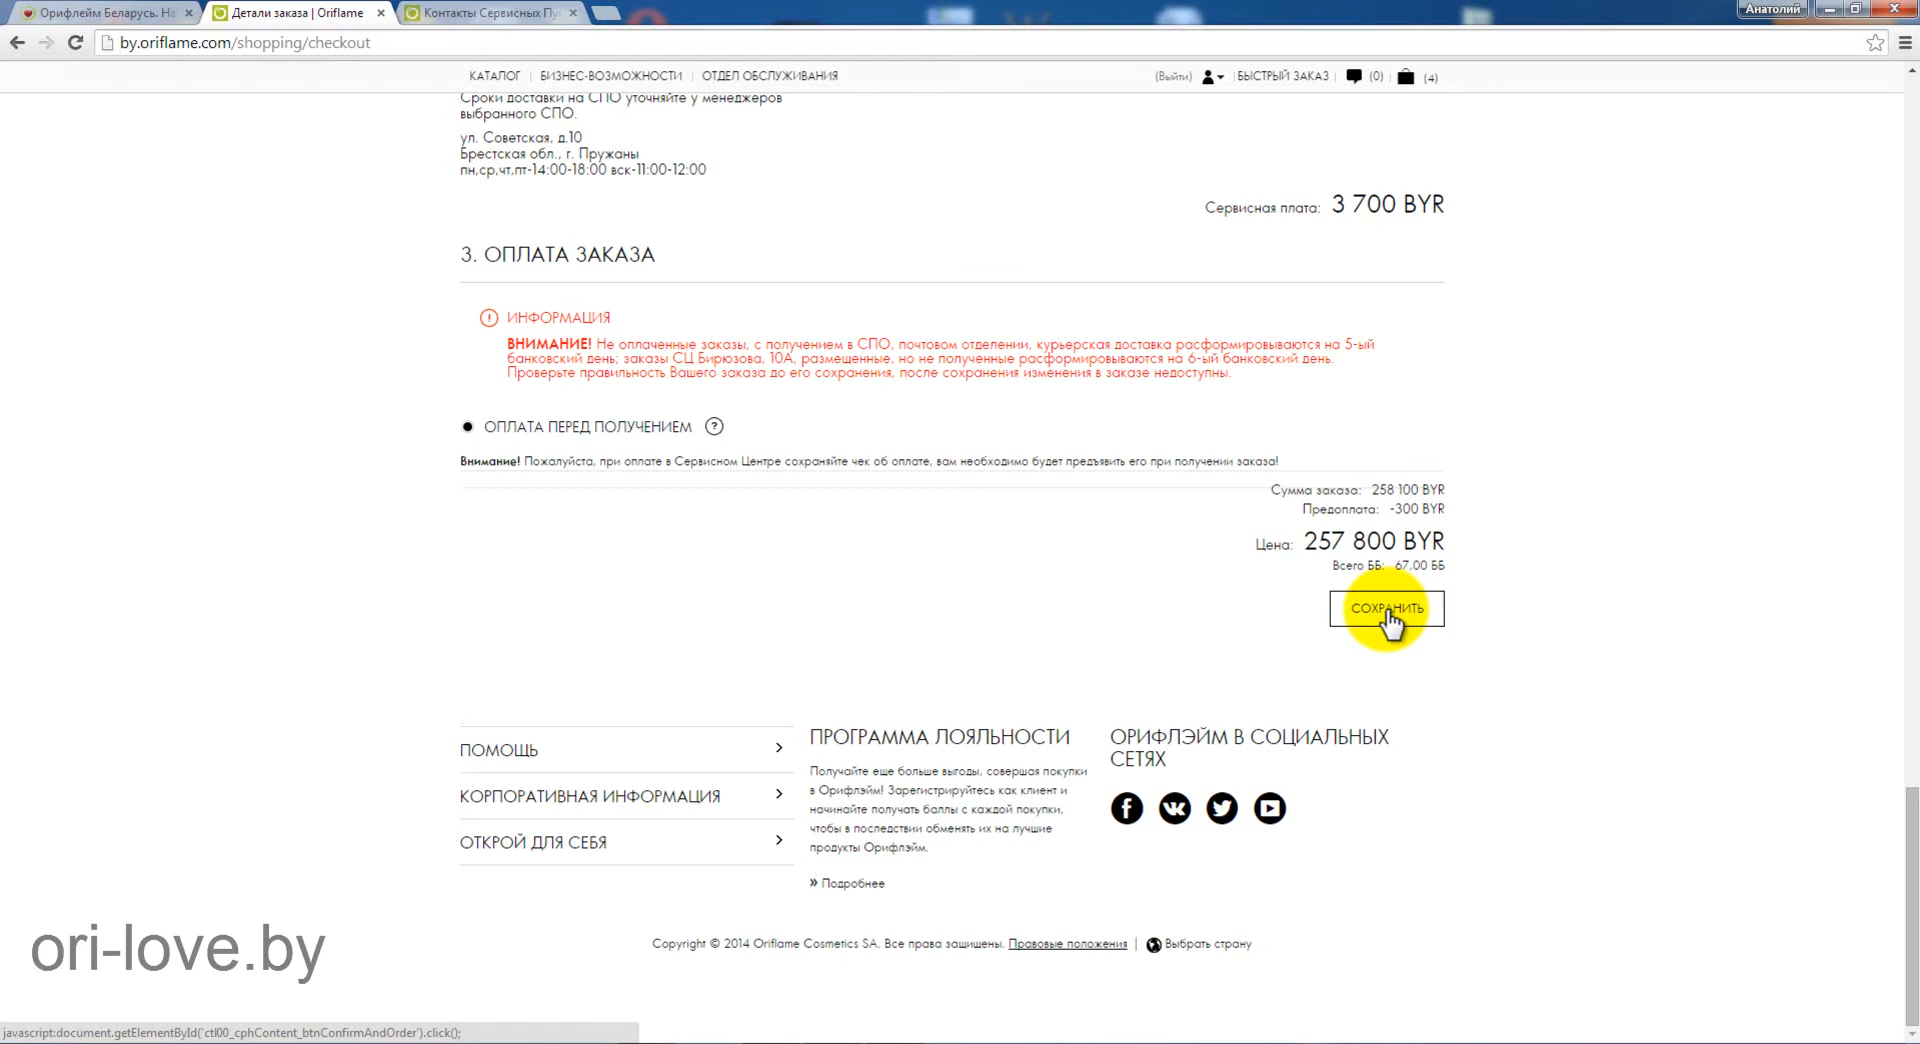 Орифлейм Беларусь. На
Детали заказа | Oriflame
Контакты Сервисных Пу
Анатолий
by.oriflame.com/shopping/checkout
КАТАЛОГ | БИЗНЕС-ВОЗМОЖНОСТИ | ОТДЕЛ ОБСЛУЖИВАНИЯ
(Выйти) | БЫСТРЫЙ ЗАКАЗ | (0) | (4)
Сроки доставки на СПО уточняйте у менеджеров
выбранного СПО.
ул. Советская, д.10
Брестская обл., г. Пружаны
пн,ср,чт,пт-14:00-18:00 вск-11:00-12:00
Сервисная плата: 3 700 BYR
3. ОПЛАТА ЗАКАЗА
ИНФОРМАЦИЯ
ВНИМАНИЕ! Не оплаченные заказы, с получением в СПО, почтовом отделении, курьерская доставка расформировываются на 5-ый
банковский день; заказы СЦ Бирюзова, 10А, размещенные, но не полученные расформировываются на 6-ый банковский день.
Проверьте правильность Вашего заказа до его сохранения, после сохранения изменения в заказе недоступны.
ОПЛАТА ПЕРЕД ПОЛУЧЕНИЕМ ?
Внимание! Пожалуйста, при оплате в Сервисном Центре сохраняйте чек об оплате, вам необходимо будет предъявить его при получении заказа!
Сумма заказа: 258 100 BYR
Предоплата: -300 BYR
Цена: 257 800 BYR
Всего ББ: 67,00 ББ
СОХРАНИТЬ
ПОМОЩЬ
КОРПОРАТИВНАЯ ИНФОРМАЦИЯ
ОТКРОЙ ДЛЯ СЕБЯ
ПРОГРАММА ЛОЯЛЬНОСТИ
Получайте еще больше выгоды, совершая покупки
в Орифлэйм! Зарегистрируйтесь как клиент и
начинайте получать баллы с каждой покупки,
чтобы в последствии обменять их на лучшие
продукты Орифлэйм.
» Подробнее
ОРИФЛЭЙМ В СОЦИАЛЬНЫХ
СЕТЯХ
Copyright © 2014 Oriflame Cosmetics SA. Все права защищены. Правовые положения | Выбрать страну
ori-love.by
javascript:document.getElementById('ctl00_cphContent_btnConfirmAndOrder').click();